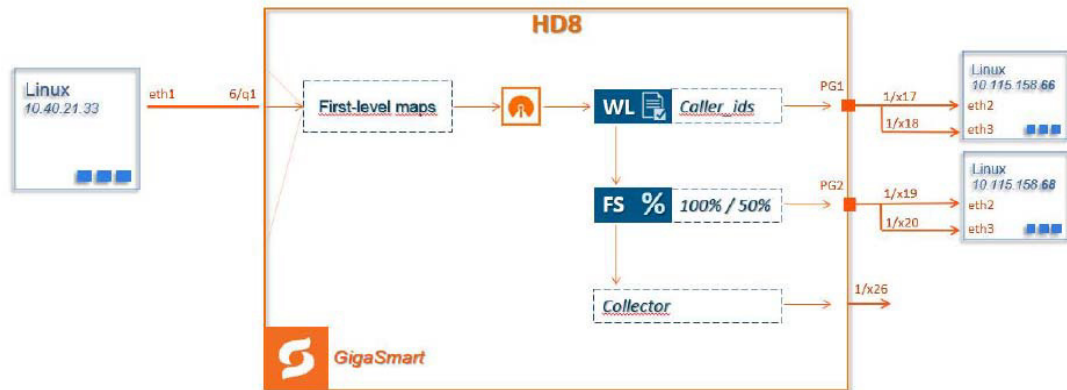 HD8
Linux
10.40.21.33
eth1
6/q1
First-level maps
WL
Caller_ids
PG1
1/x17
1/x18
Linux
10 115.158.66
eth2
eth3
FS % 100% / 50%
PG2
1/x19
1/x20
Linux
10 115.158.68
eth2
eth3
Collector
1/x26
GigaSmart